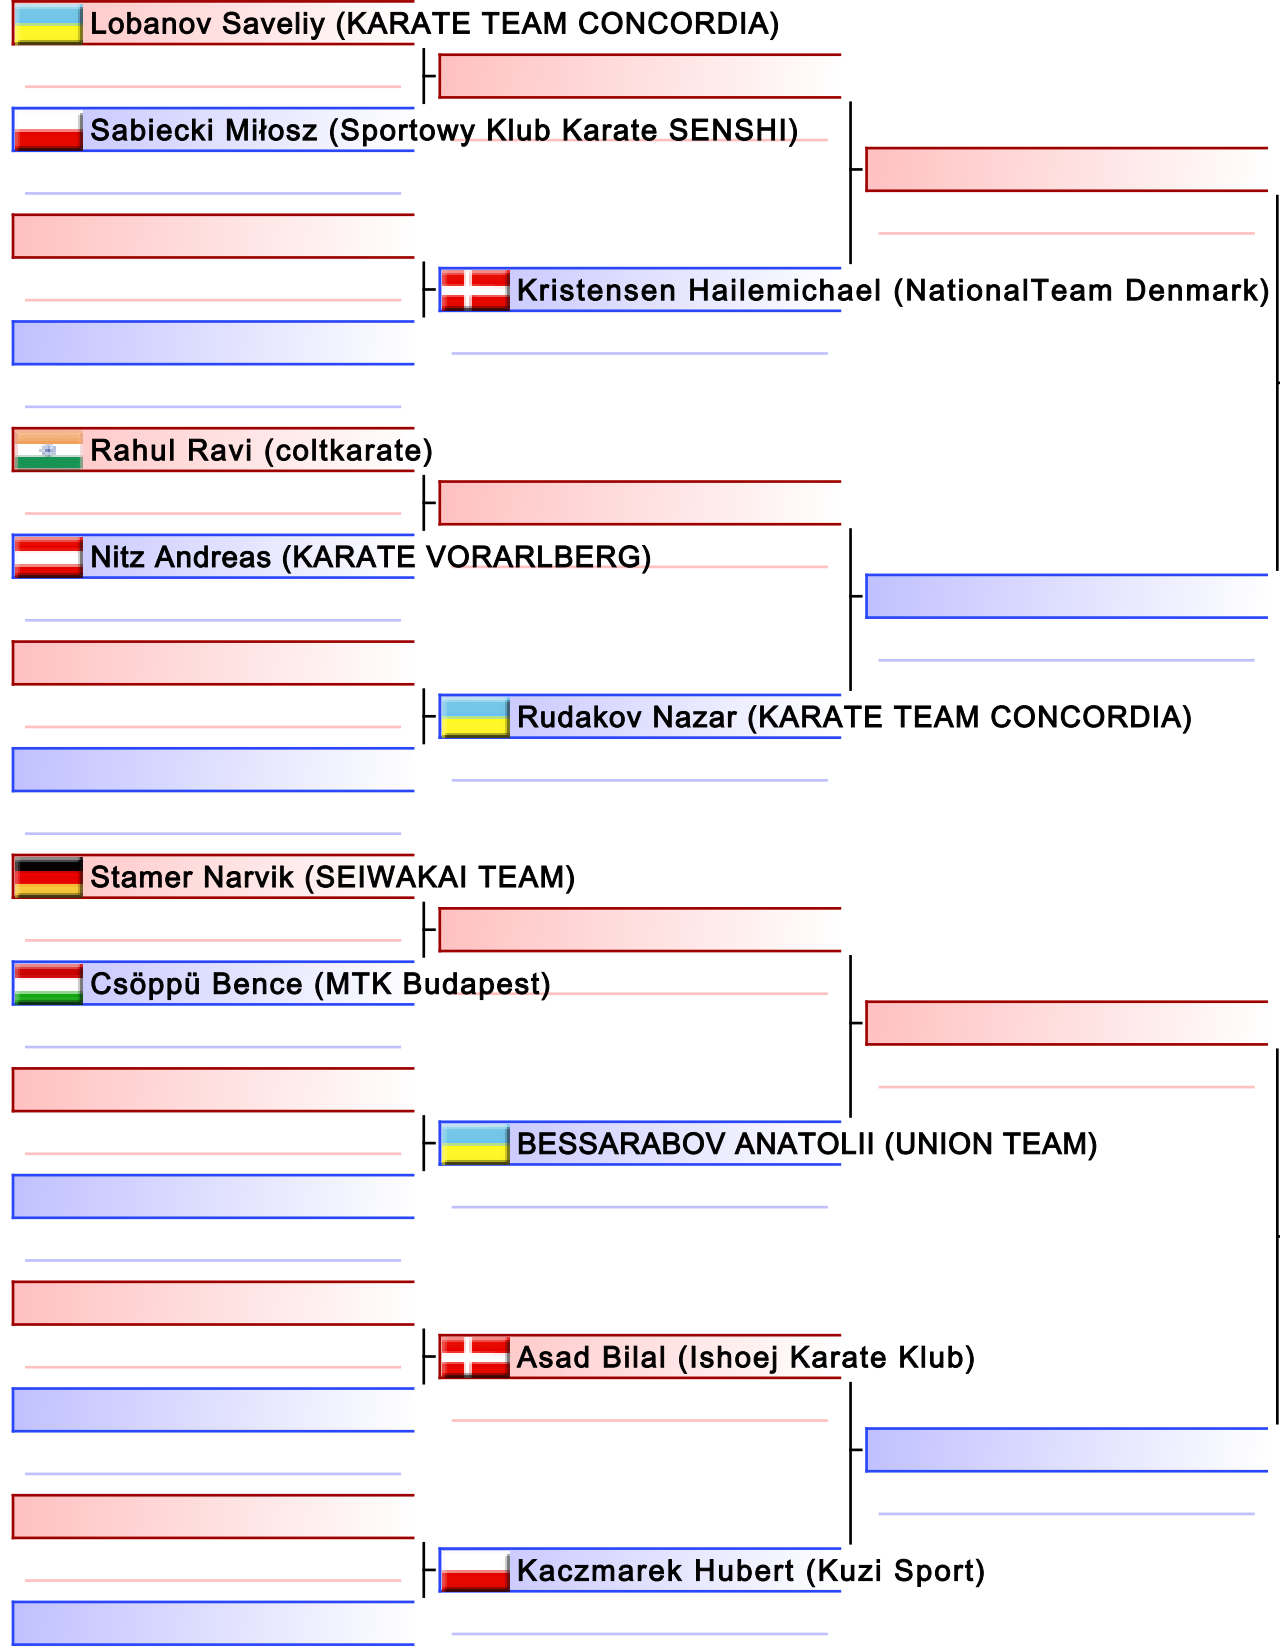 Lobanov Saveliy (KARATE TEAM CONCORDIA)
Sabiecki Miłosz (Sportowy Klub Karate SENSHI)
Kristensen Hailemichael (NationalTeam Denmark)
Rahul Ravi (coltkarate)
Nitz Andreas (KARATE VORARLBERG)
Rudakov Nazar (KARATE TEAM CONCORDIA)
Stamer Narvik (SEIWAKAI TEAM)
Csöppü Bence (MTK Budapest)
BESSARABOV ANATOLII (UNION TEAM)
Asad Bilal (Ishoej Karate Klub)
Kaczmarek Hubert (Kuzi Sport)